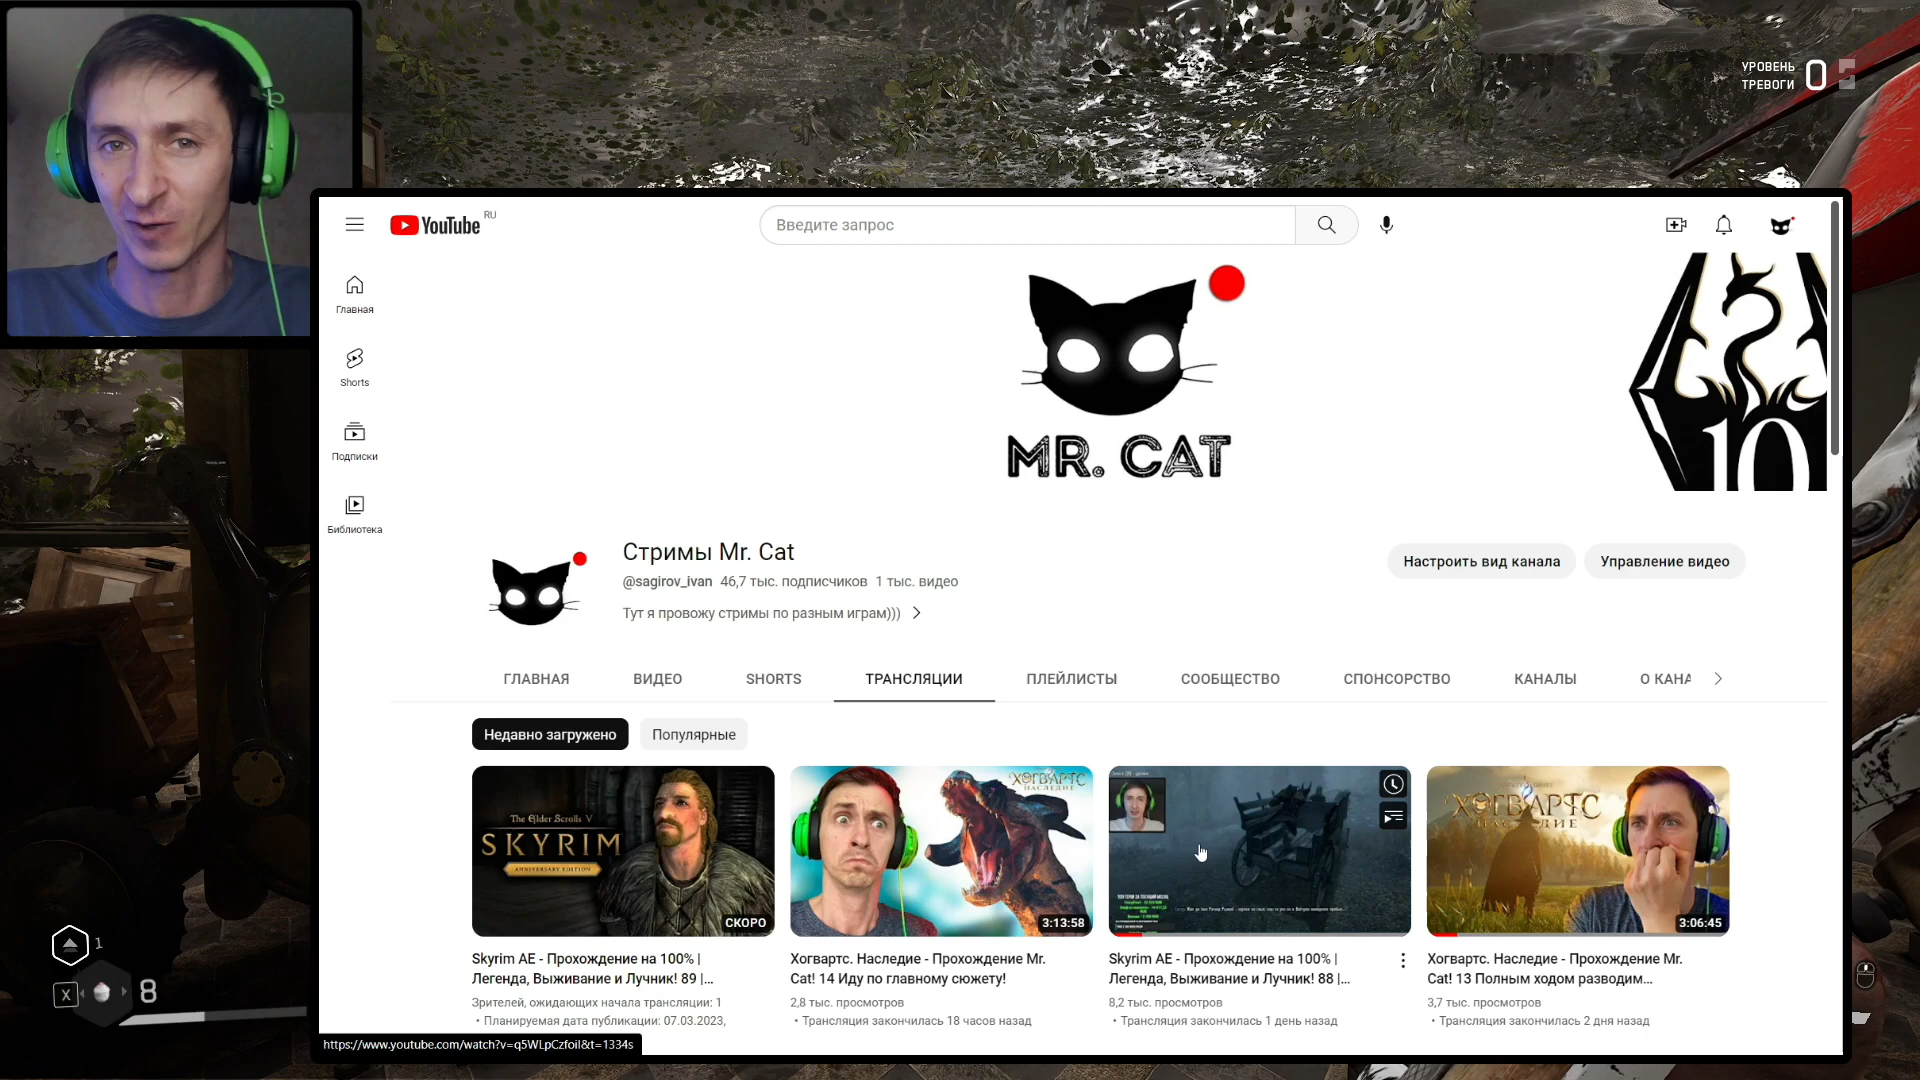 УРОВЕНЬ
ТРЕВОГИ
0
YouTube RU
Введите запрос
Главная
Shorts
Подписки
Библиотека
MR. CAT
10
Стримы Mr. Cat
@sagirov_ivan 46,7 тыс. подписчиков 1 тыс. видео
Тут я провожу стримы по разным играм)))
Настроить вид канала
Управление видео
ГЛАВНАЯ
ВИДЕО
SHORTS
ТРАНСЛЯЦИИ
ПЛЕЙЛИСТЫ
СООБЩЕСТВО
СПОНСОРСТВО
КАНАЛЫ
О КАНА
Недавно загружено
Популярные
The Elder Scrolls V
SKYRIM
ANNIVERSARY EDITION
СКОРО
Skyrim AE - Прохождение на 100% |
Легенда, Выживание и Лучник! 89 |...
Зрителей, ожидающих начала трансляции: 1
• Планируемая дата публикации: 07.03.2023,
ХОГВАРТС
НАСЛЕДИЕ
3:13:58
Хогвартс. Наследие - Прохождение Mr.
Cat! 14 Иду по главному сюжету!
2,8 тыс. просмотров
• Трансляция закончилась 18 часов назад
Skyrim AE - Прохождение на 100% |
Легенда, Выживание и Лучник! 88 |...
8,2 тыс. просмотров
• Трансляция закончилась 1 день назад
ХОГВАРТС
НАСЛЕДИЕ
3:06:45
Хогвартс. Наследие - Прохождение Mr.
Cat! 13 Полным ходом разводим...
3,7 тыс. просмотров
• Трансляция закончилась 2 дня назад
1
X
8
https://www.youtube.com/watch?v=q5WLpCzfoiI&t=1334s